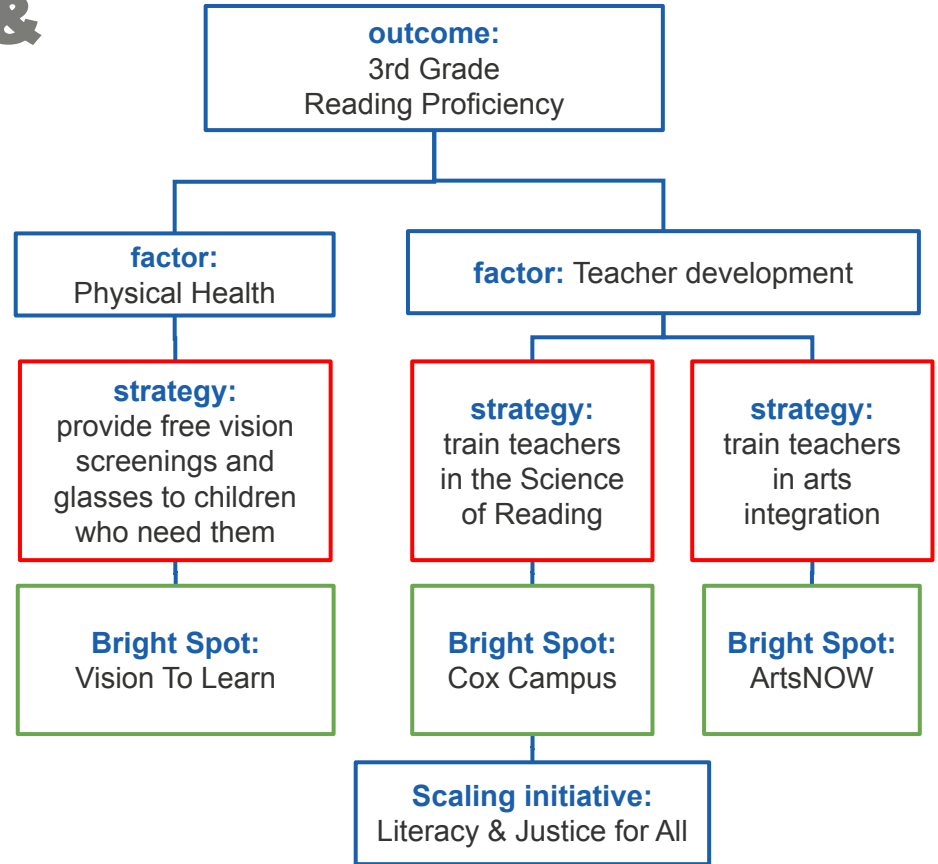 &
outcome:
3rd Grade
Reading Proficiency
factor:
Physical Health
factor: Teacher development
strategy:
provide free vision
screenings and
glasses to children
who need them
strategy:
train teachers
in the Science
of Reading
strategy:
train teachers
in arts
integration
Bright Spot:
Vision To Learn
Bright Spot:
Cox Campus
Bright Spot:
ArtsNOW
Scaling initiative:
Literacy & Justice for All